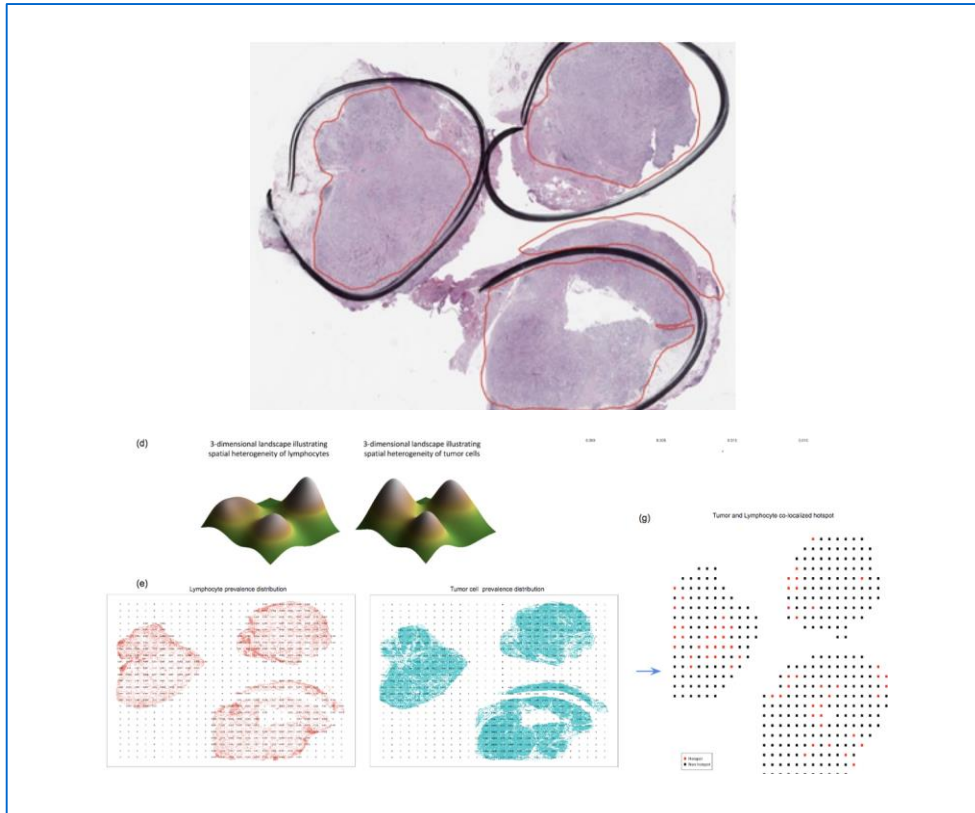 (d)
3-dimensional landscape illustrating
spatial heterogeneity of lymphocytes
3-dimensional landscape illustrating
spatial heterogeneity of tumor cells
(g)
Tumor and Lymphocyte co-localized hotspot
(e)
Lymphocyte prevalence distribution
Tumor cell prevalence distribution
Hotspot
Non hotspot